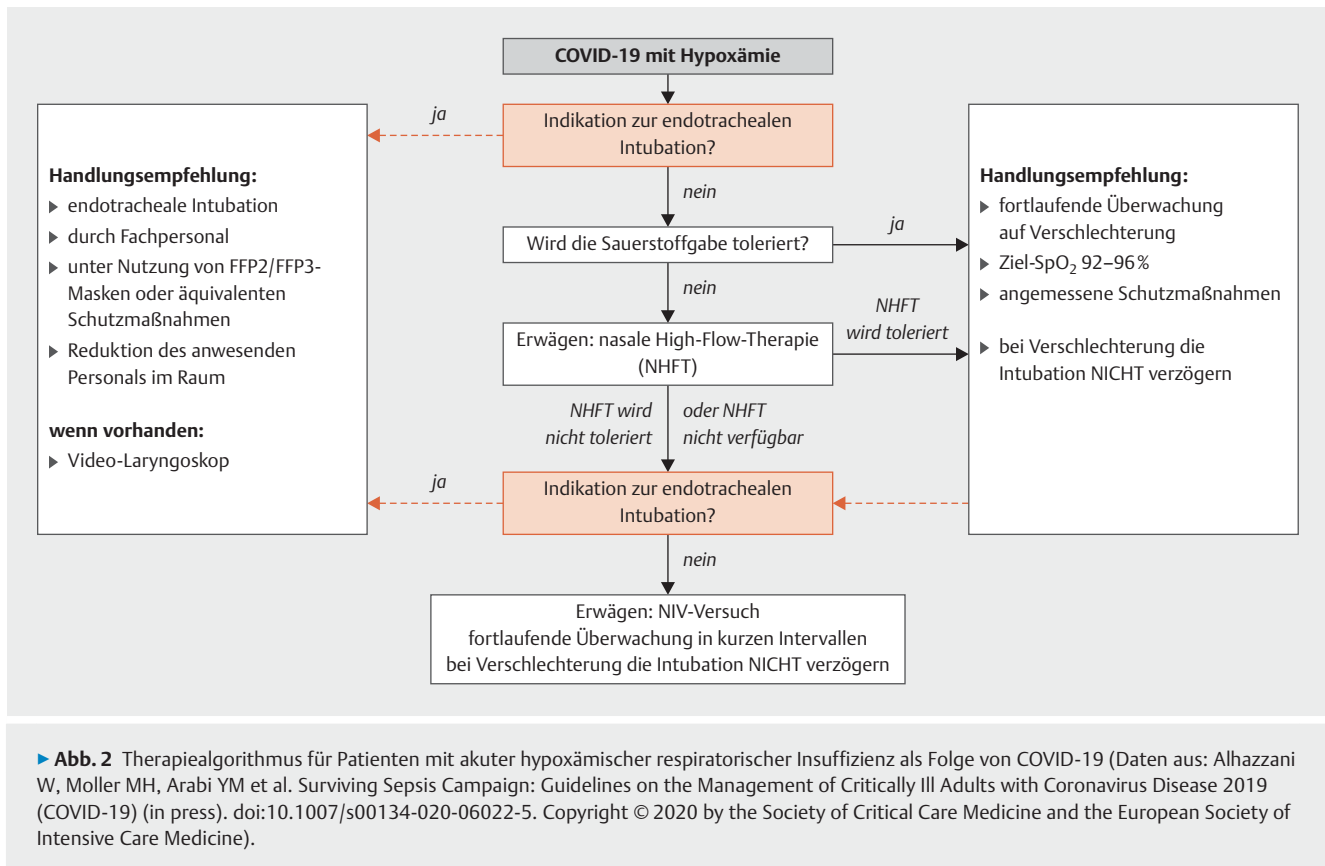 COVID-19 mit Hypoxämie
ja
Indikation zur endotrachealen
Intubation?
nein
Handlungsempfehlung:
▶ endotracheale Intubation
▶ durch Fachpersonal
▶ unter Nutzung von FFP2/FFP3-
Masken oder äquivalenten
Schutzmaßnahmen
▶ Reduktion des anwesenden
Personals im Raum
wenn vorhanden:
▶ Video-Laryngoskop
Wird die Sauerstoffgabe toleriert?
ja
nein
Handlungsempfehlung:
▶ fortlaufende Überwachung
auf Verschlechterung
▶ Ziel-SpO₂ 92–96%
▶ angemessene Schutzmaßnahmen
▶ bei Verschlechterung die
Intubation NICHT verzögern
Erwägen: nasale High-Flow-Therapie
(NHFT)
NHFT
wird toleriert
NHFT wird
nicht toleriert
oder NHFT
nicht verfügbar
ja
Indikation zur endotrachealen
Intubation?
nein
Erwägen: NIV-Versuch
fortlaufende Überwachung in kurzen Intervallen
bei Verschlechterung die Intubation NICHT verzögern
▶ Abb. 2 Therapiealgorithmus für Patienten mit akuter hypoxämischer respiratorischer Insuffizienz als Folge von COVID-19 (Daten aus: Alhazzani
W, Moller MH, Arabi YM et al. Surviving Sepsis Campaign: Guidelines on the Management of Critically Ill Adults with Coronavirus Disease 2019
(COVID-19) (in press). doi:10.1007/s00134-020-06022-5. Copyright © 2020 by the Society of Critical Care Medicine and the European Society of
Intensive Care Medicine).